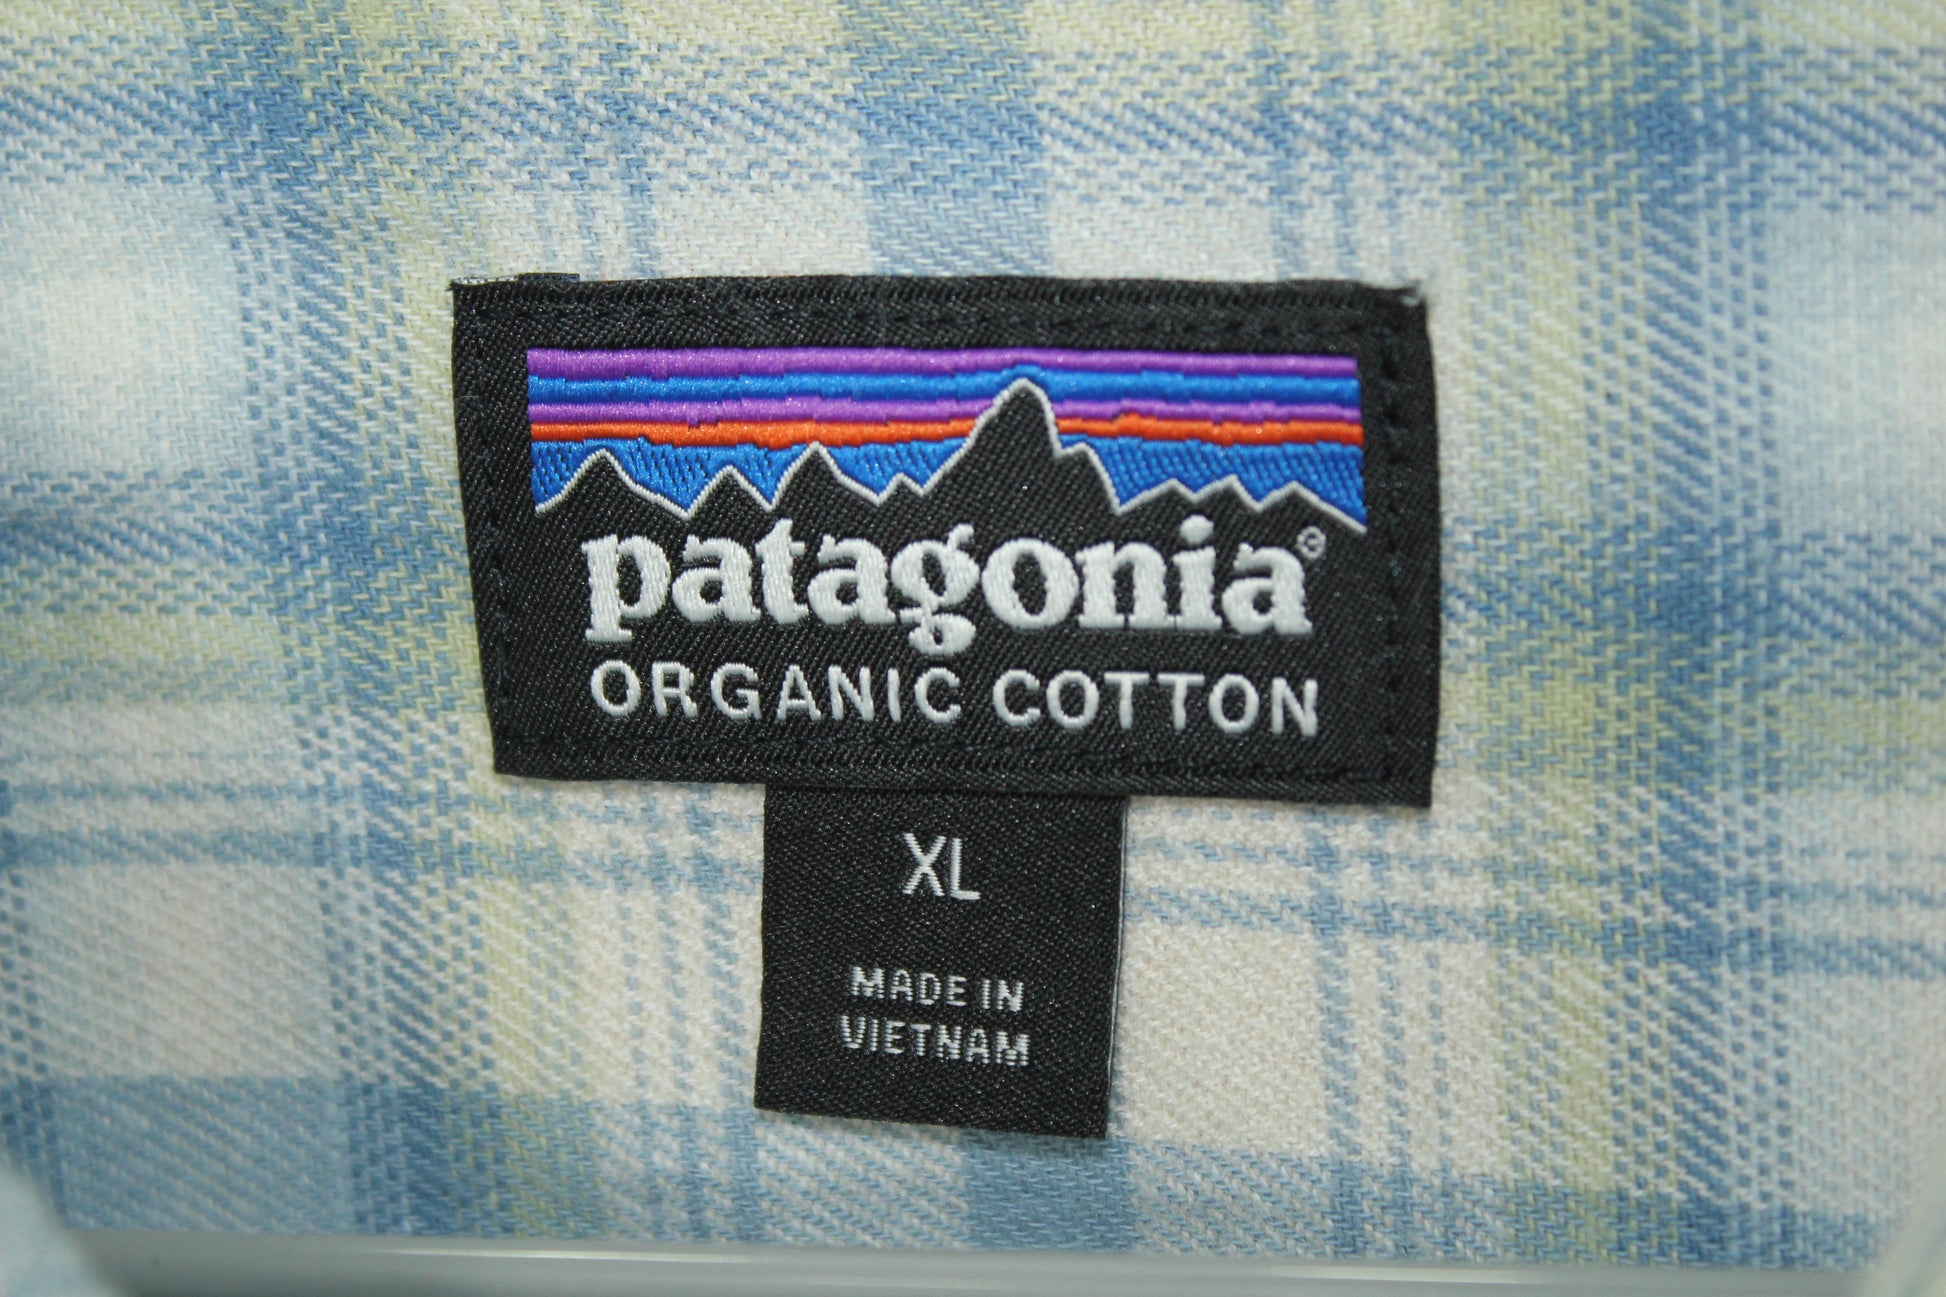 patagonia®
ORGANIC COTTON
XL
MADE IN
VIETNAM